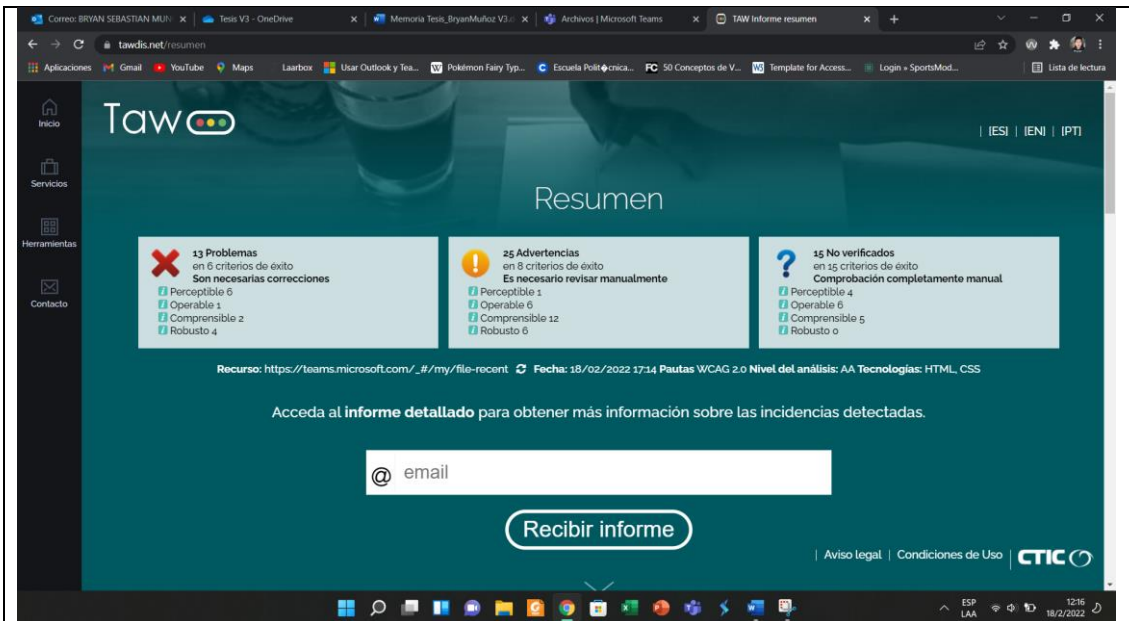 Correo: BRYAN SEBASTIAN MUÑ
Tesis V3 - OneDrive
Memoria Tesis_BryanMuñoz V3.
Archivos | Microsoft Teams
TAW Informe resumen
tawdis.net/resumen
Aplicaciones
Gmail
YouTube
Maps
Laarbox
Usar Outlook y Tea...
Pokémon Fairy Typ...
Escuela Polit�cnica...
50 Conceptos de V...
Template for Access...
Login » SportsMod...
Lista de lectura
Inicio
Servicios
Herramientas
Contacto
Taw
| [ES] | [EN] | [PT]
Resumen
13 Problemas
en 6 criterios de éxito
Son necesarias correcciones
Perceptible 6
Operable 1
Comprensible 2
Robusto 4
25 Advertencias
en 8 criterios de éxito
Es necesario revisar manualmente
Perceptible 1
Operable 6
Comprensible 12
Robusto 6
15 No verificados
en 15 criterios de éxito
Comprobación completamente manual
Perceptible 4
Operable 6
Comprensible 5
Robusto 0
Recurso: https://teams.microsoft.com/_#/my/file-recent Fecha: 18/02/2022 17:14 Pautas WCAG 2.0 Nivel del análisis: AA Tecnologías: HTML, CSS
Acceda al informe detallado para obtener más información sobre las incidencias detectadas.
@ email
Recibir informe
| Aviso legal | Condiciones de Uso | CTIC
ESP
LAA
12:16
18/2/2022